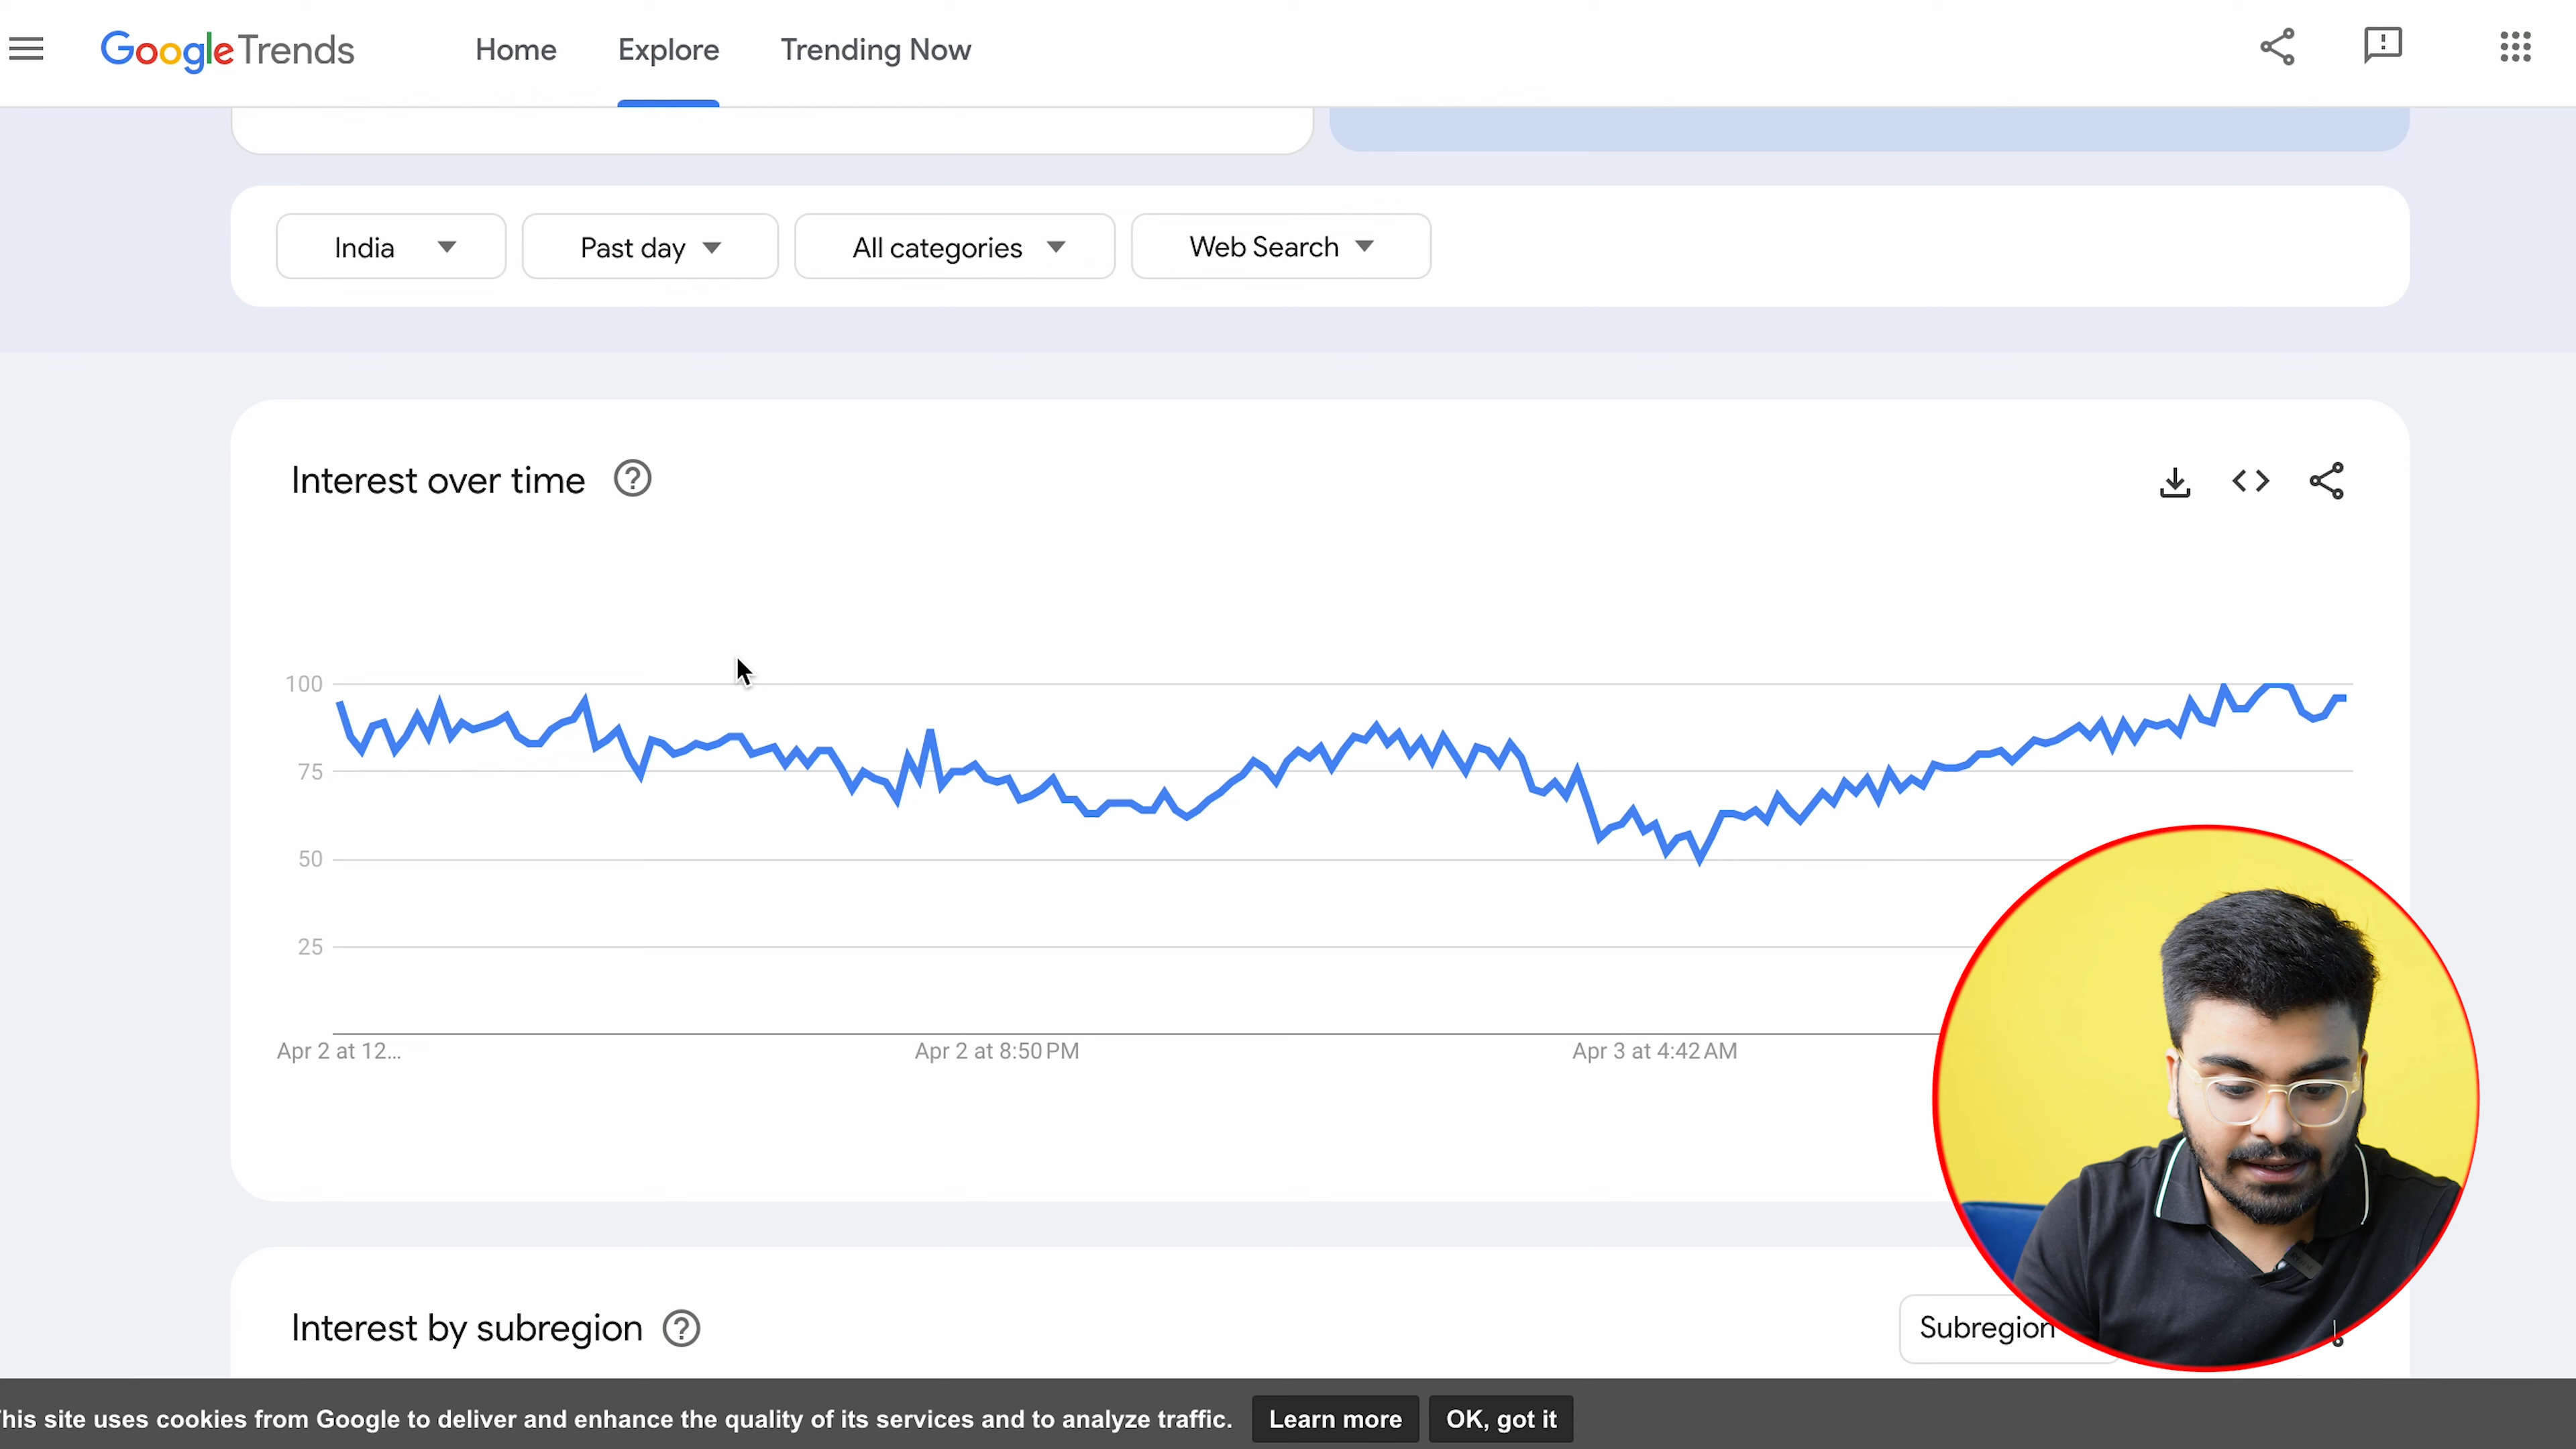 Google Trends Home Explore Trending Now
India Past day All categories Web Search
Interest over time
100
75
50
25
Apr 2 at 12... Apr 2 at 8:50 PM Apr 3 at 4:42 AM
Interest by subregion Subregion
his site uses cookies from Google to deliver and enhance the quality of its services and to analyze traffic. Learn more OK, got it